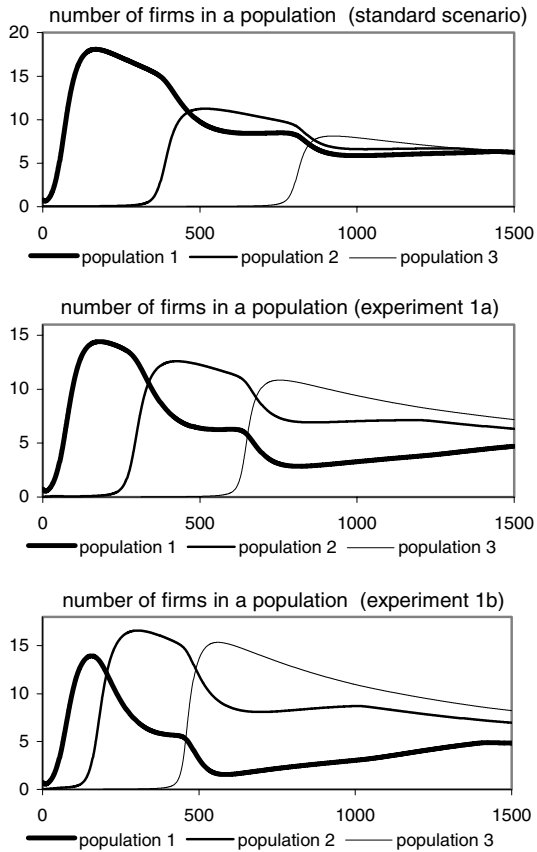 number of firms in a population (standard scenario)
20
15
10
5
0
0 500 1000 1500
population 1 population 2 population 3
number of firms in a population (experiment 1a)
15
10
5
0
0 500 1000 1500
population 1 population 2 population 3
number of firms in a population (experiment 1b)
15
10
5
0
0 500 1000 1500
population 1 population 2 population 3